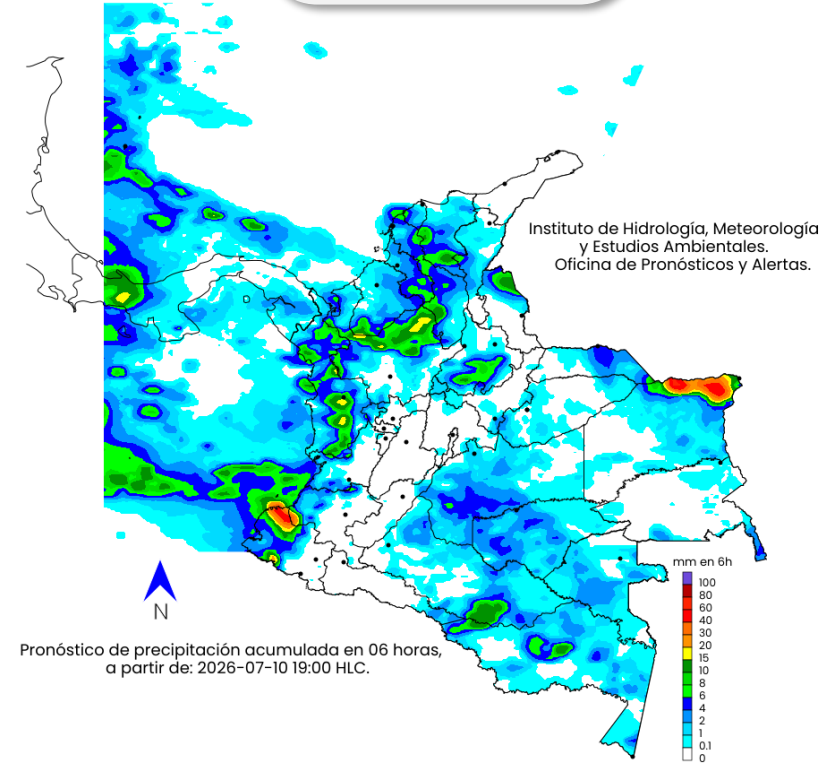 Instituto de Hidrología, Meteorología
y Estudios Ambientales.
Oficina de Pronósticos y Alertas.
mm en 6h
100
80
60
40
30
20
15
10
8
6
4
2
1
0.1
0
N
Pronóstico de precipitación acumulada en 06 horas,
a partir de: 2026-07-10 19:00 HLC.